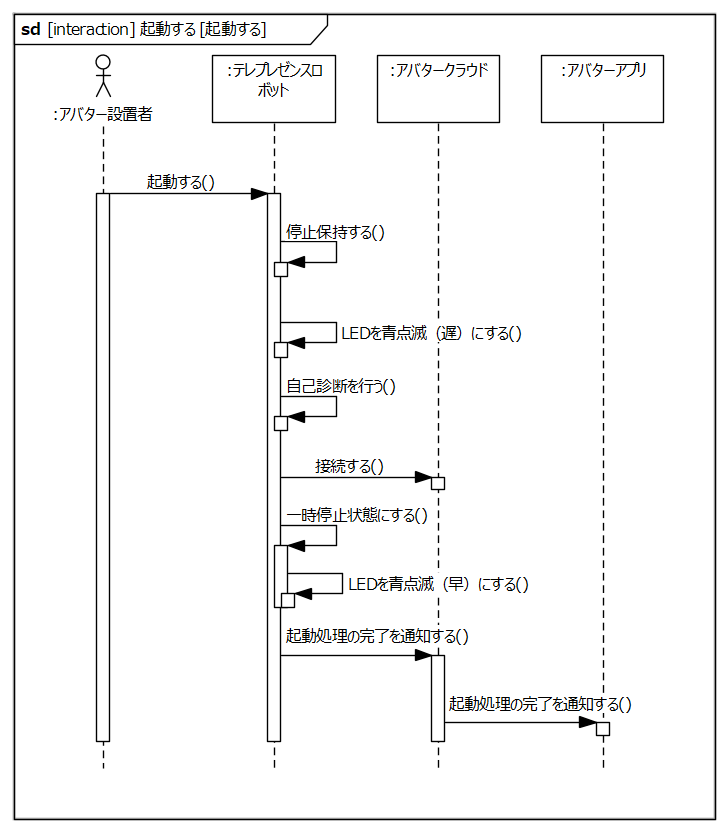 sd [interaction] 起動する [起動する]
:アバター設置者
:テレプレゼンスロ
ボット
:アバタークラウド
:アバターアプリ
起動する()
停止保持する()
LEDを青点滅（遅）にする()
自己診断を行う()
接続する()
一時停止状態にする()
LEDを青点滅（早）にする()
起動処理の完了を通知する()
起動処理の完了を通知する()